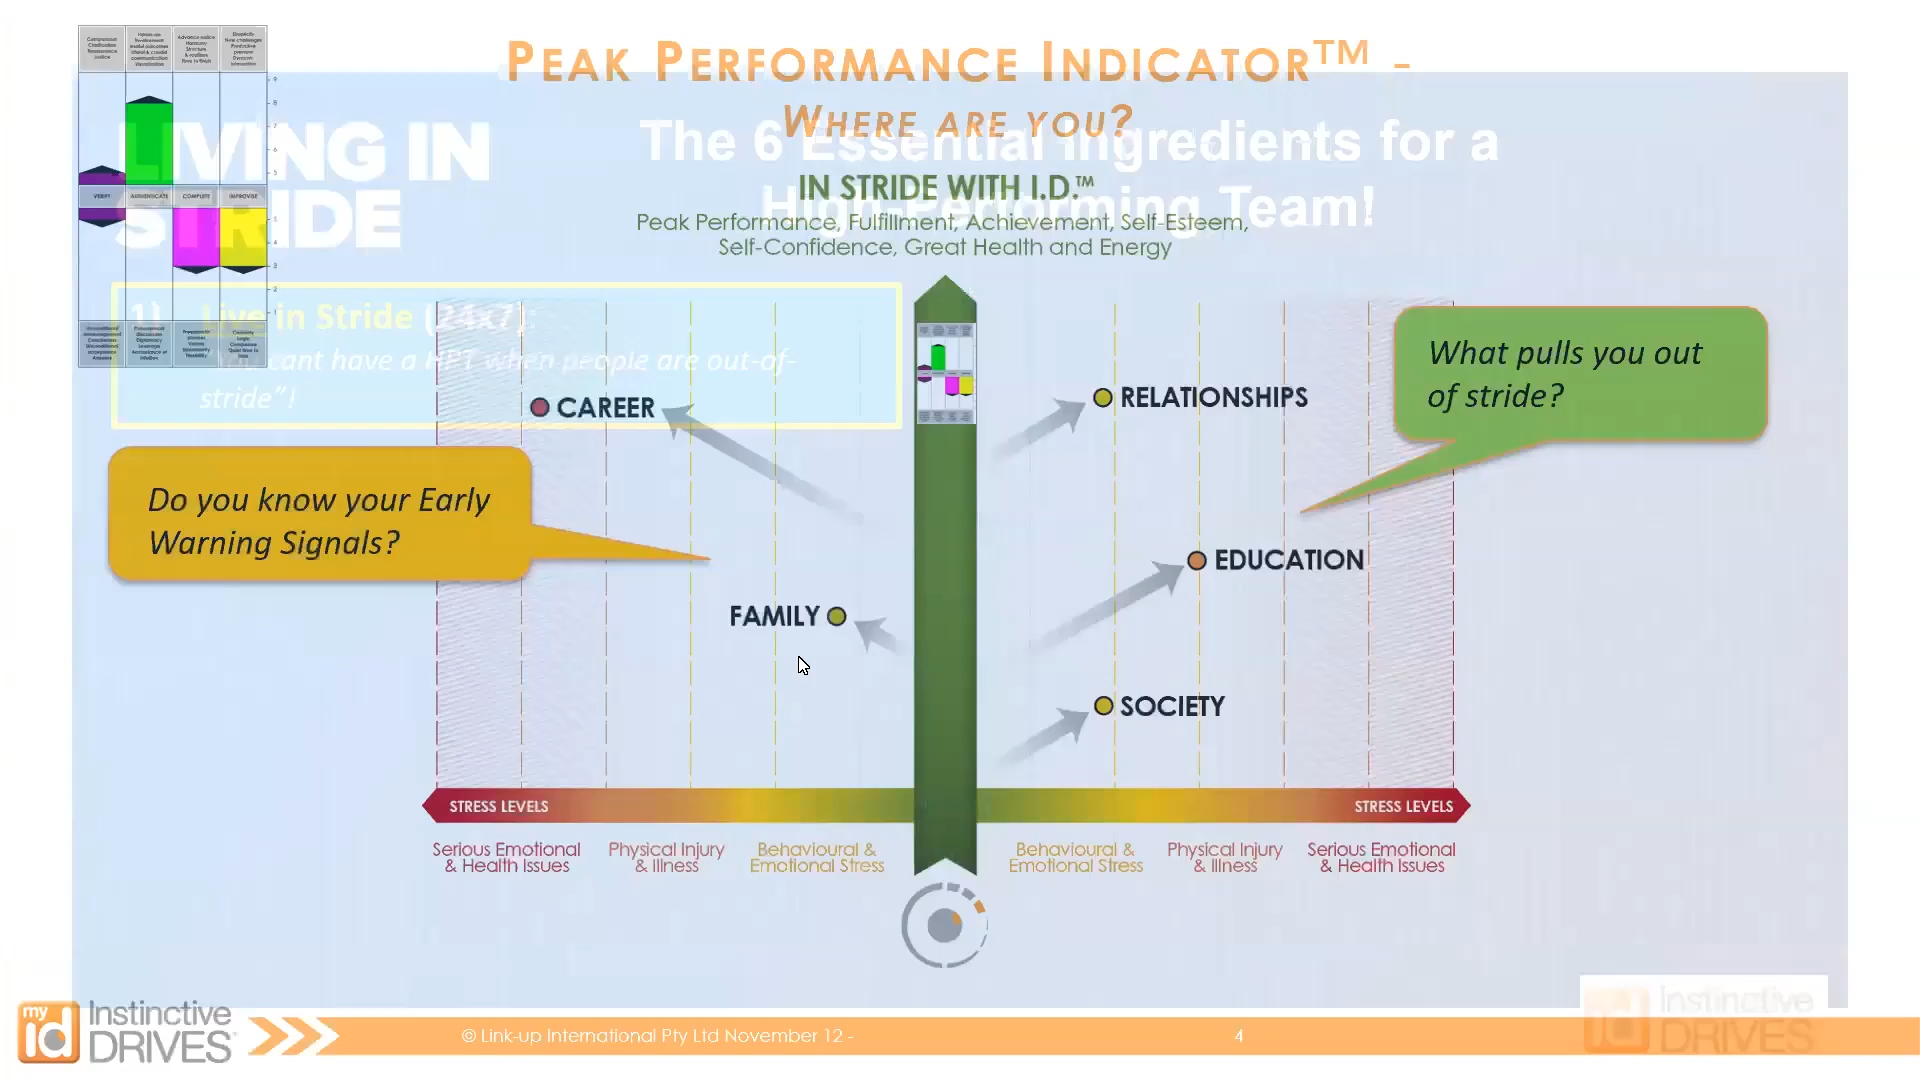 PEAK PERFORMANCE INDICATOR™ -
WHERE ARE YOU?
LIVING IN
STRIDE
The 6 Essential Ingredients for a
High-Performing Team!
IN STRIDE WITH I.D.™
Peak Performance, Fulfillment, Achievement, Self-Esteem,
Self-Confidence, Great Health and Energy
VERIFY
AUTHENTICATE
COMPLETE
IMPROVISE
1) Live in Stride (24x7):
cant have a HPT when people are out-of-
stride”!
What pulls you out
of stride?
CAREER
RELATIONSHIPS
Do you know your Early
Warning Signals?
EDUCATION
FAMILY
SOCIETY
STRESS LEVELS
STRESS LEVELS
Serious Emotional
& Health Issues
Physical Injury
& Illness
Behavioural &
Emotional Stress
Behavioural &
Emotional Stress
Physical Injury
& Illness
Serious Emotional
& Health Issues
my
id
Instinctive
DRIVES
© Link-up International Pty Ltd November 12 -
4
Instinctive
DRIVES